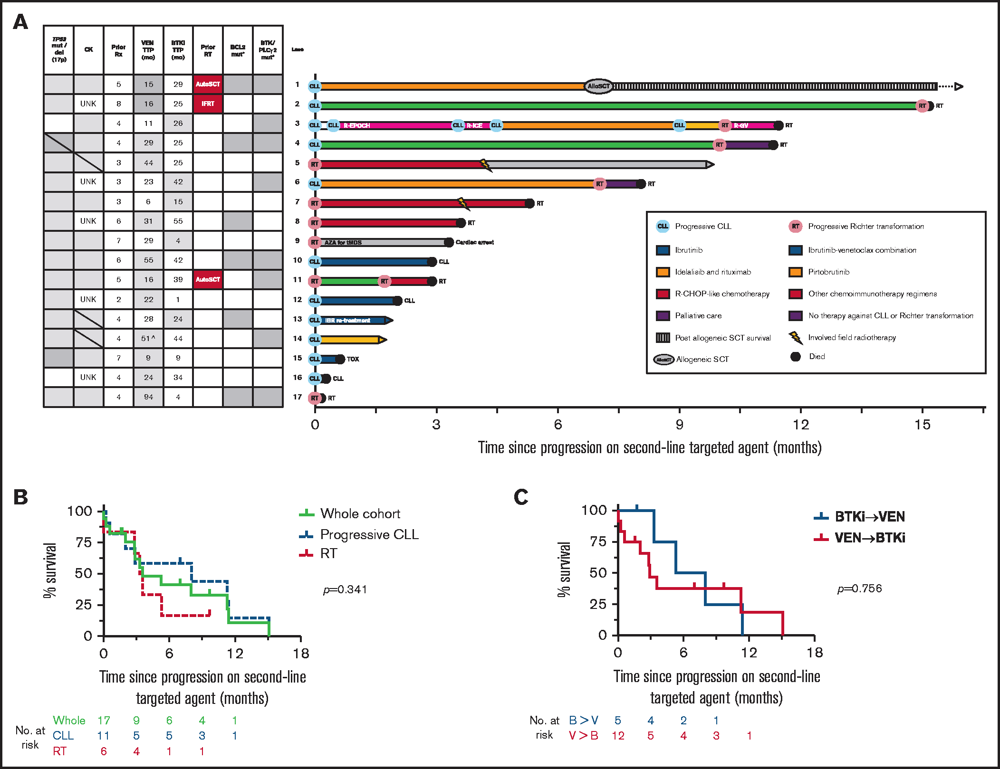 A
TP53 mut / del (17p)
CK
Prior Rx
VEN TTP (mo)
BTKi TTP (mo)
Prior RT
BCL2 mut*
BTK/ PLCγ2 mut*
Lane
5 15 29 AutoSCT 1 CLL AlloSCT
UNK 8 16 25 IFRT 2 CLL RT RT
4 11 26 3 CLL CLL R-EPOCH CLL R-ICE CLL CLL RT R-GV RT
4 29 25 4 CLL RT RT
3 44 25 5 RT
UNK 3 23 42 6 CLL RT RT
3 6 15 7 RT RT
UNK 6 31 55 8 RT RT
7 29 4 9 RT AZA for tMDS Cardiac arrest
6 55 42 10 CLL CLL
5 16 39 AutoSCT 11 RT RT RT
UNK 2 22 1 12 CLL CLL
4 28 24 13 CLL IBR re-treatment
4 51^ 44 14 CLL
7 9 9 15 CLL TOX
UNK 4 24 34 16 CLL CLL
4 94 4 17 RT RT
CLL Progressive CLL
RT Progressive Richter transformation
Ibrutinib
Ibrutinib-venetoclax combination
Idelalisib and rituximab
Pirtobrutinib
R-CHOP-like chemotherapy
Other chemoimmunotherapy regimens
Palliative care
No therapy against CLL or Richter transformation
Post allogeneic SCT survival
Involved field radiotherapy
AlloSCT Allogeneic SCT
Died
0 3 6 9 12 15
Time since progression on second-line targeted agent (months)
B
100
75
50
25
0
% survival
0 6 12 18
Whole cohort
Progressive CLL
RT
p=0.341
Time since progression on second-line
targeted agent (months)
No. at risk
Whole 17 9 6 4 1
CLL 11 5 5 3 1
RT 6 4 1 1
C
100
75
50
25
0
% survival
0 6 12 18
BTKi→VEN
VEN→BTKi
p=0.756
Time since progression on second-line
targeted agent (months)
No. at risk
B > V 5 4 2 1
V > B 12 5 4 3 1